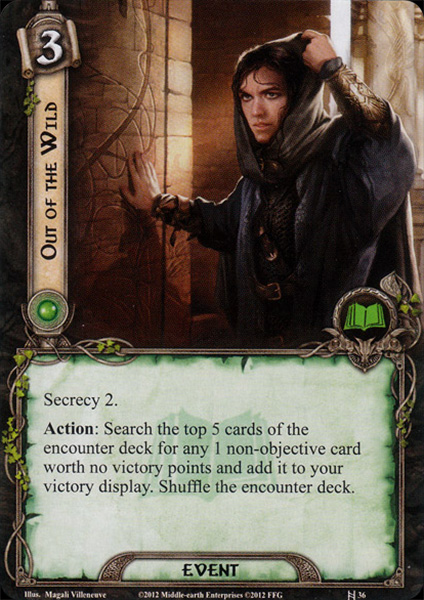 3
OUT OF THE WILD
Secrecy 2.
Action: Search the top 5 cards of the
encounter deck for any 1 non-objective card
worth no victory points and add it to your
victory display. Shuffle the encounter deck.
EVENT
Illus. Magali Villeneuve ©2012 Middle-earth Enterprises ©2012 FFG 36